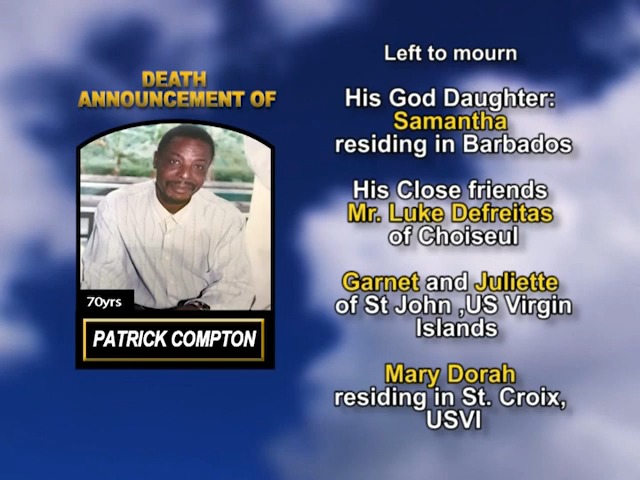 DEATH
ANNOUNCEMENT OF
70yrs
PATRICK COMPTON
Left to mourn
His God Daughter:
Samantha
residing in Barbados
His Close friends
Mr. Luke Defreitas
of Choiseul
Garnet and Juliette
of St John ,US Virgin
Islands
Mary Dorah
residing in St. Croix,
USVI